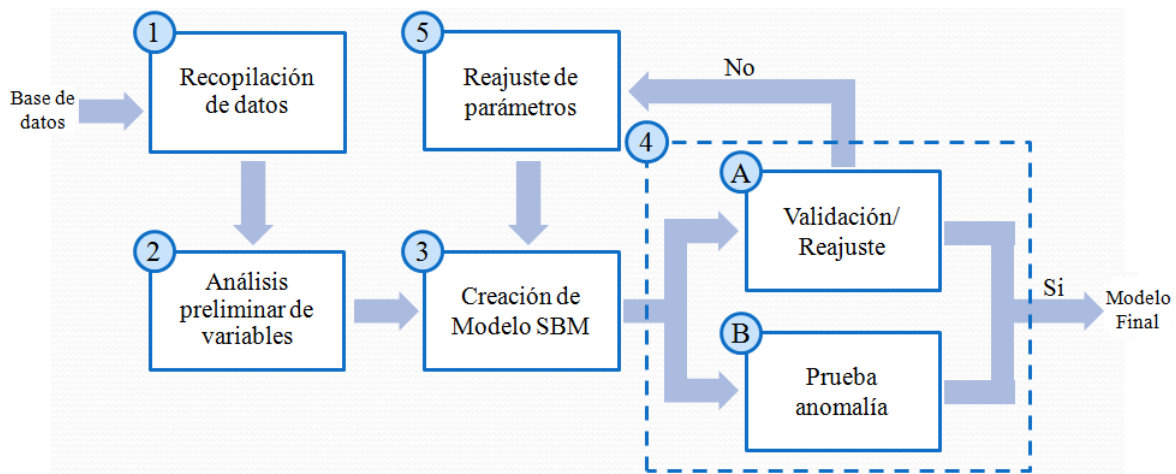 1
Recopilación
de datos
5
Reajuste de
parámetros
No
Base de
datos
4
A
Validación/
Reajuste
2
Análisis
preliminar de
variables
3
Creación de
Modelo SBM
Si
Modelo
Final
B
Prueba
anomalía